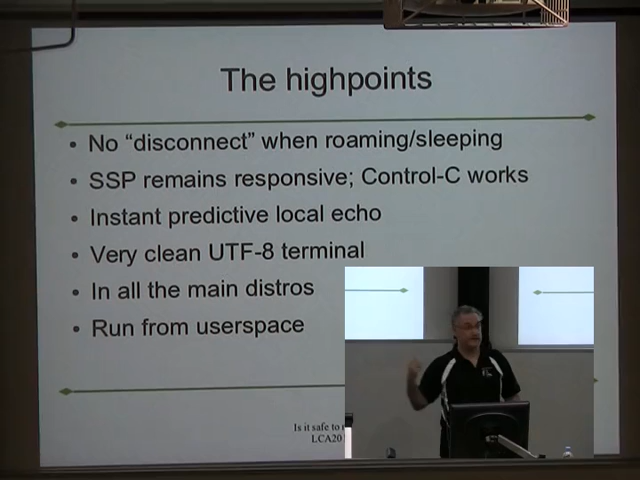 The highpoints
• No “disconnect” when roaming/sleeping
• SSP remains responsive; Control-C works
• Instant predictive local echo
• Very clean UTF-8 terminal
• In all the main distros
• Run from userspace
Is it safe to
LCA20